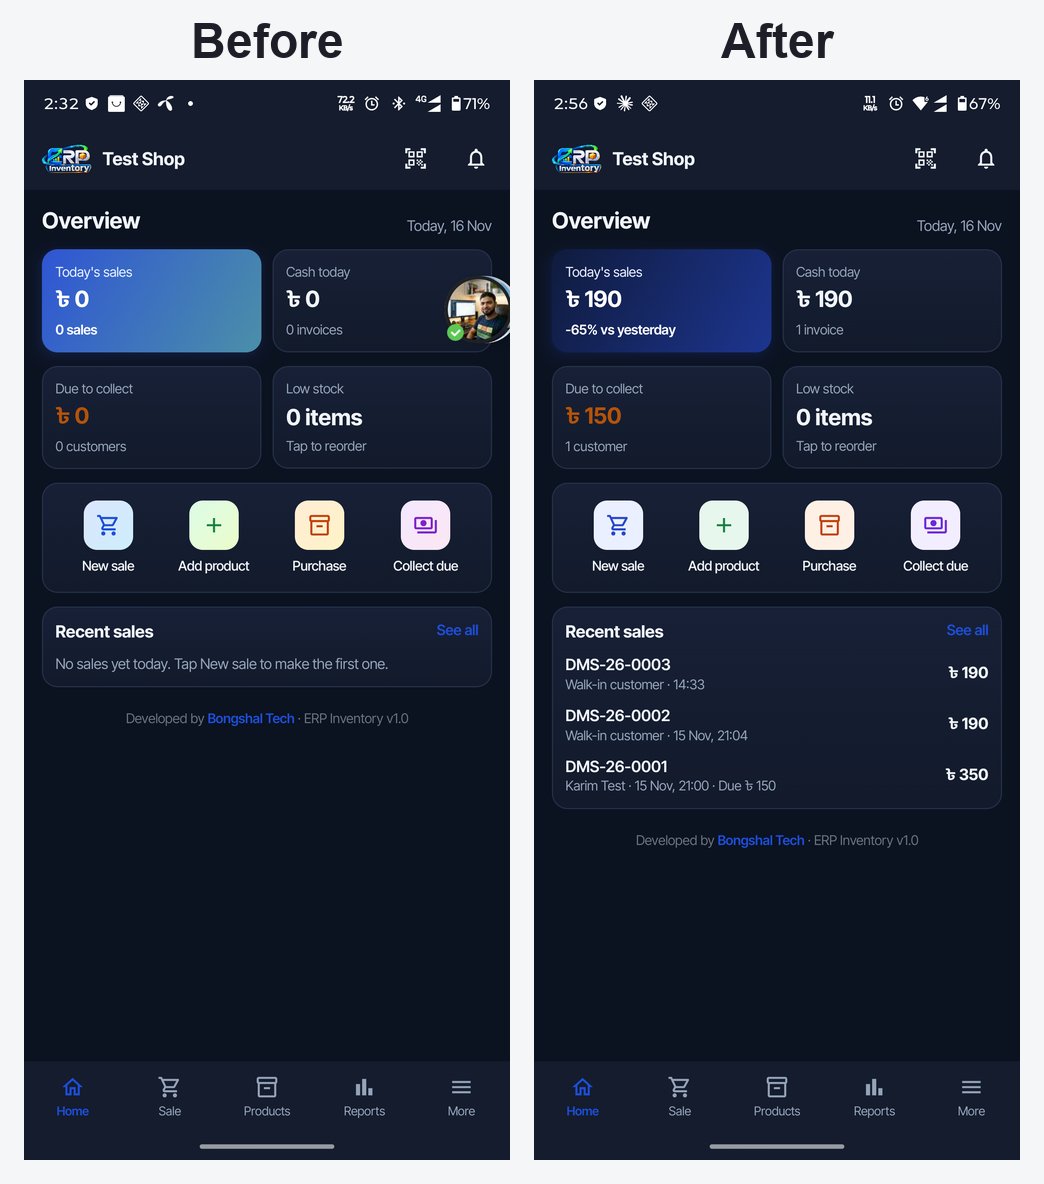 Before
After
2:32
72.2 KB/s
4G
71%
ERP Inventory
Test Shop
Overview
Today, 16 Nov
Today's sales
৳ 0
0 sales
Cash today
৳ 0
0 invoices
Due to collect
৳ 0
0 customers
Low stock
0 items
Tap to reorder
New sale
Add product
Purchase
Collect due
Recent sales
See all
No sales yet today. Tap New sale to make the first one.
Developed by Bongshal Tech · ERP Inventory v1.0
Home
Sale
Products
Reports
More
2:56
11.1 KB/s
67%
ERP Inventory
Test Shop
Overview
Today, 16 Nov
Today's sales
৳ 190
-65% vs yesterday
Cash today
৳ 190
1 invoice
Due to collect
৳ 150
1 customer
Low stock
0 items
Tap to reorder
New sale
Add product
Purchase
Collect due
Recent sales
See all
DMS-26-0003
৳ 190
Walk-in customer · 14:33
DMS-26-0002
৳ 190
Walk-in customer · 15 Nov, 21:04
DMS-26-0001
৳ 350
Karim Test · 15 Nov, 21:00 · Due ৳ 150
Developed by Bongshal Tech · ERP Inventory v1.0
Home
Sale
Products
Reports
More